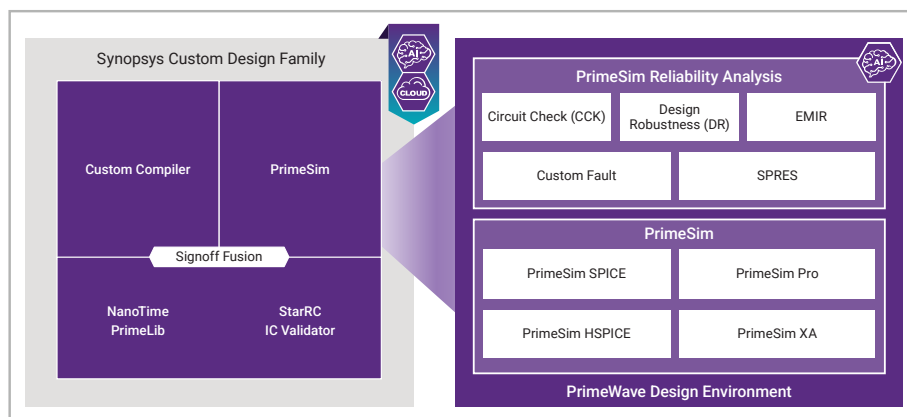 Synopsys Custom Design Family
AI
CLOUD
Custom Compiler
PrimeSim
Signoff Fusion
NanoTime
PrimeLib
StarRC
IC Validator
AI
PrimeSim Reliability Analysis
Circuit Check (CCK)
Design
Robustness (DR)
EMIR
Custom Fault
SPRES
PrimeSim
PrimeSim SPICE
PrimeSim Pro
PrimeSim HSPICE
PrimeSim XA
PrimeWave Design Environment